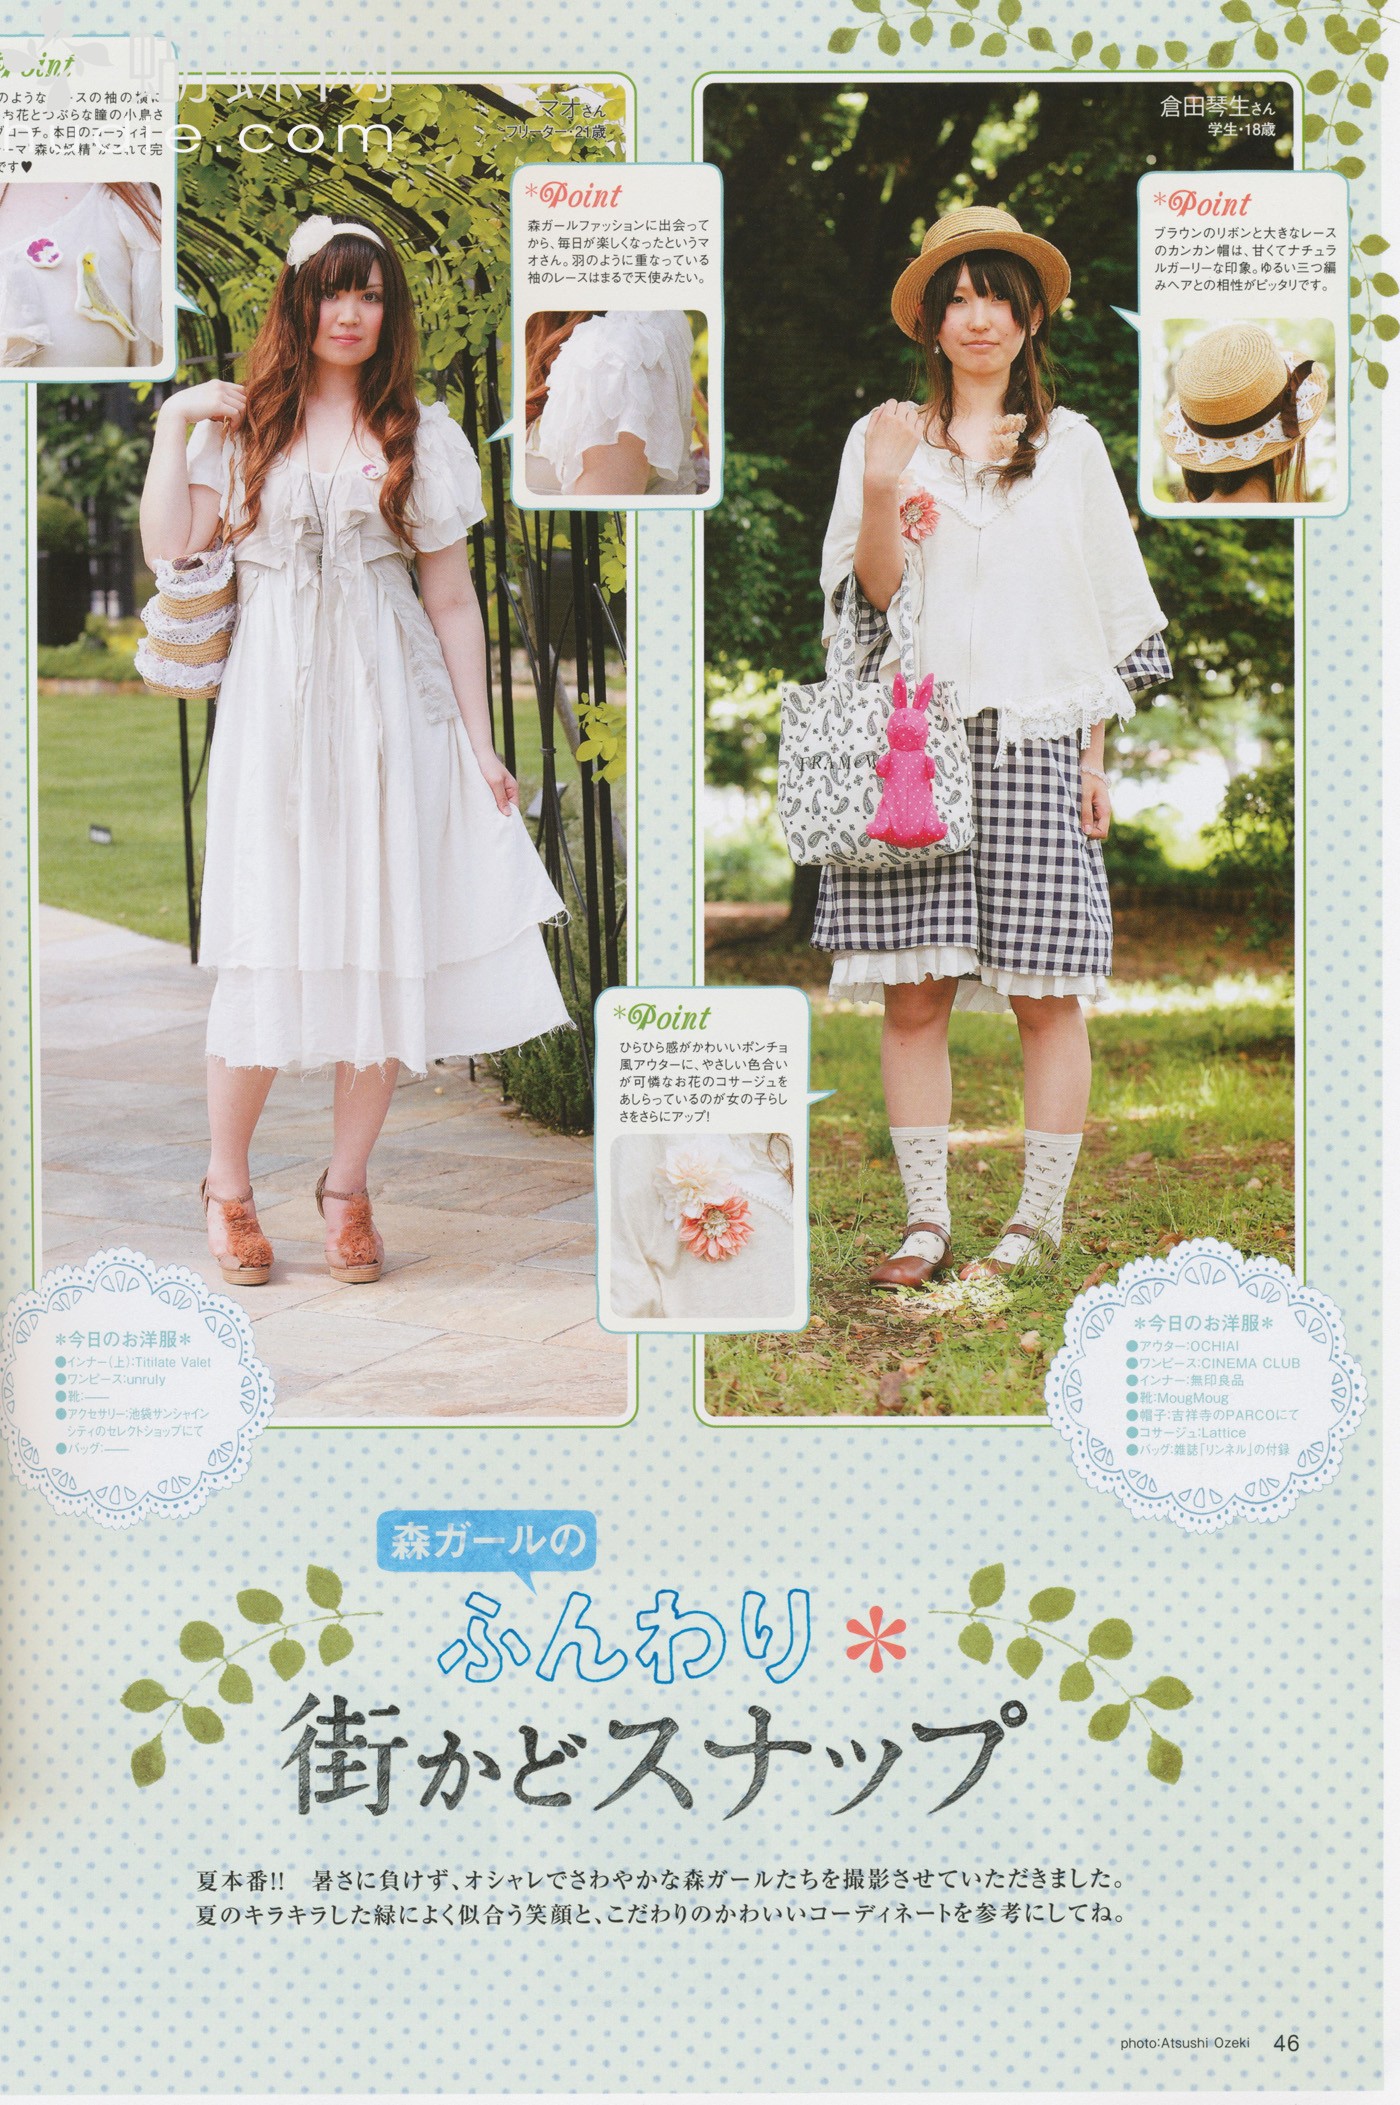 Point
のような
スの袖の横に
お花とつぶらな瞳の小鳥さ
ブローチ。本日のコーディネー
ーマ"森の妖精"がこれで完
です♥
e.com
マオさん
フリーター・21歳
*Point
森ガールファッションに出会って
から、毎日が楽しくなったというマ
オさん。羽のように重なっている
袖のレースはまるで天使みたい。
倉田琴生さん
学生・18歳
*Point
ブラウンのリボンと大きなレース
のカンカン帽は、甘くてナチュラ
ルガーリーな印象。ゆるい三つ編
みヘアとの相性がピッタリです。
FRAMeW
*Point
ひらひら感がかわいいポンチョ
風アウターに、やさしい色合い
が可憐なお花のコサージュを
あしらっているのが女の子らし
さをさらにアップ!
*今日のお洋服*
●インナー(上):Titilate Valet
●ワンピース:unruly
●靴:――
●アクセサリー:池袋サンシャイン
シティのセレクトショップにて
●バッグ:――
*今日のお洋服*
●アウター:OCHIAI
●ワンピース:CINEMA CLUB
●インナー:無印良品
●靴:MougMoug
●帽子:吉祥寺のPARCOにて
●コサージュ:Lattice
●バッグ:雑誌「リンネル」の付録
森ガールの
ふんわり*
街かどスナップ
夏本番!! 暑さに負けず、オシャレでさわやかな森ガールたちを撮影させていただきました。
夏のキラキラした緑によく似合う笑顔と、こだわりのかわいいコーディネートを参考にしてね。
photo:Atsushi Ozeki 46